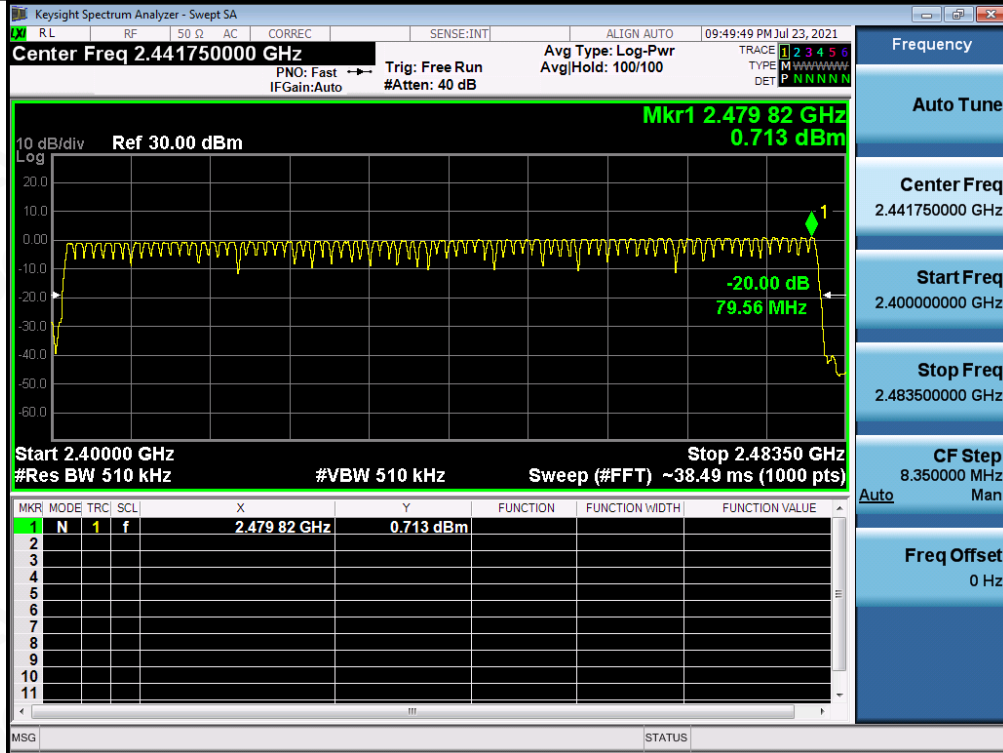 Keysight Spectrum Analyzer - Swept SA
LXI RL RF 50 Ω AC CORREC SENSE:INT ALIGN AUTO 09:49:49 PM Jul 23, 2021
Center Freq 2.441750000 GHz
PNO: Fast
IFGain:Auto
Trig: Free Run
#Atten: 40 dB
Avg Type: Log-Pwr
Avg|Hold: 100/100
TRACE 1 2 3 4 5 6
TYPE M W W W W W
DET P N N N N N
Mkr1 2.479 82 GHz
0.713 dBm
10 dB/div Ref 30.00 dBm
Log
20.0
10.0
0.00
-10.0
-20.0
-30.0
-40.0
-50.0
-60.0
1
-20.00 dB
79.56 MHz
Start 2.40000 GHz Stop 2.48350 GHz
#Res BW 510 kHz #VBW 510 kHz Sweep (#FFT) ~38.49 ms (1000 pts)
MKR MODE TRC SCL X Y FUNCTION FUNCTION WIDTH FUNCTION VALUE
1 N 1 f 2.479 82 GHz 0.713 dBm
2
3
4
5
6
7
8
9
10
11
MSG STATUS
Frequency
Auto Tune
Center Freq
2.441750000 GHz
Start Freq
2.400000000 GHz
Stop Freq
2.483500000 GHz
CF Step
8.350000 MHz
Auto Man
Freq Offset
0 Hz